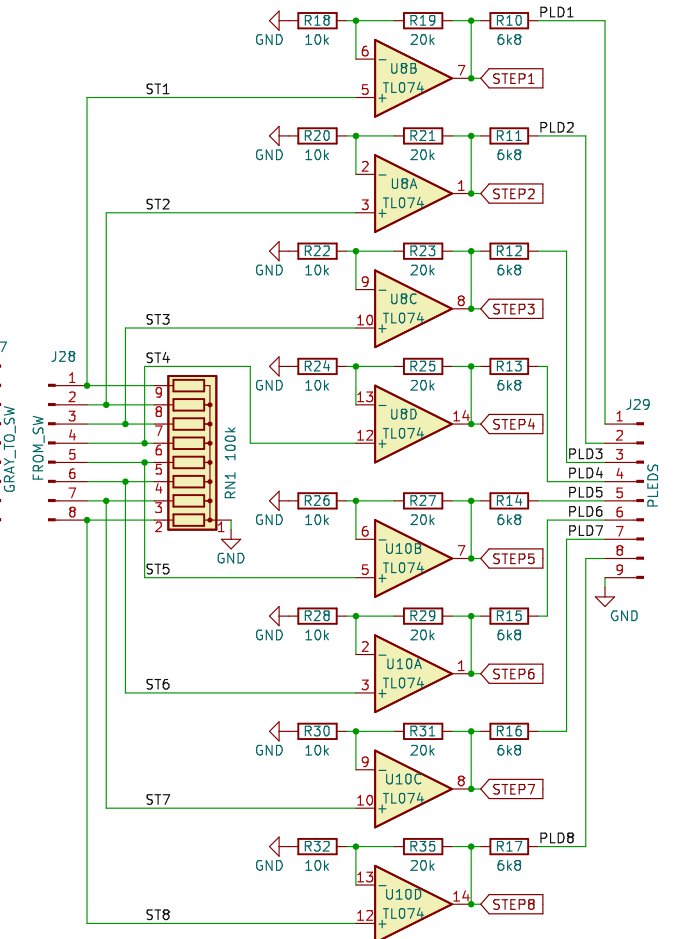 R18 R19 R10 PLD1
GND 10k 20k 6k8
6 U8B 7 STEP1
TL074
ST1 5
R20 R21 R11 PLD2
GND 10k 20k 6k8
2 U8A 1 STEP2
TL074
ST2 3
R22 R23 R12
GND 10k 20k 6k8
9 U8C 8 STEP3
TL074
ST3 10
7
J28
GRAY_TO_SW
FROM_SW
1
2
3
4
5
6
7
8
ST4
9
8
7
6
5
4
3
2
1
RN1 100k
GND
R24 R25 R13
GND 10k 20k 6k8
13 U8D 14 STEP4
TL074
12
J29
PLEDS
1
2
PLD3 3
PLD4 4
PLD5 5
PLD6 6
PLD7 7
8
9
GND
R26 R27 R14
GND 10k 20k 6k8
6 U10B 7 STEP5
TL074
ST5 5
R28 R29 R15
GND 10k 20k 6k8
2 U10A 1 STEP6
TL074
ST6 3
R30 R31 R16
GND 10k 20k 6k8
9 U10C 8 STEP7
TL074
ST7 10
R32 R35 R17 PLD8
GND 10k 20k 6k8
13 U10D 14 STEP8
TL074
ST8 12